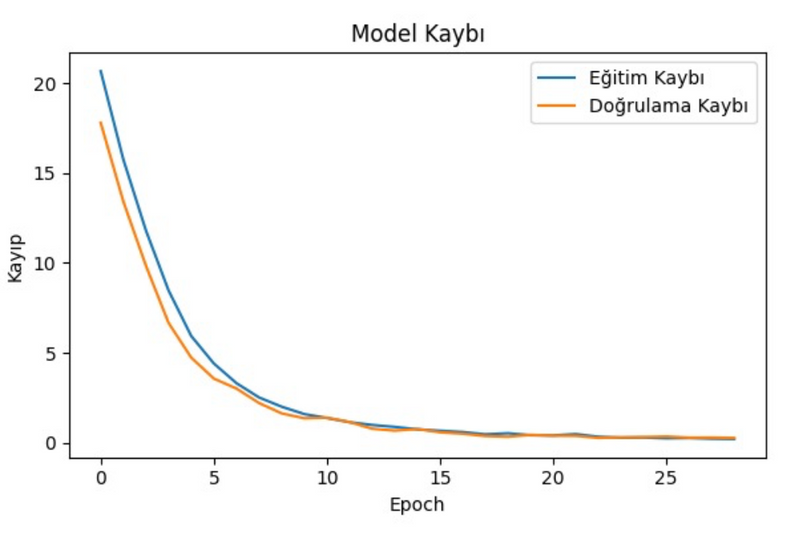 Model Kaybı
Eğitim Kaybı
Doğrulama Kaybı
Kayıp
20
15
10
5
0
0 5 10 15 20 25
Epoch